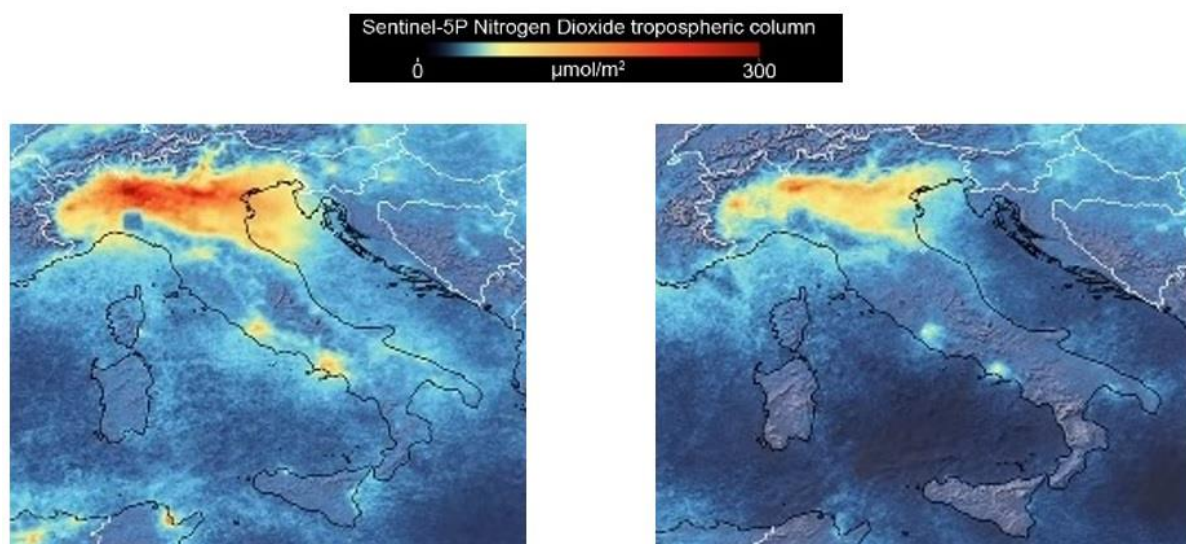 Sentinel-5P Nitrogen Dioxide tropospheric column
0 µmol/m² 300